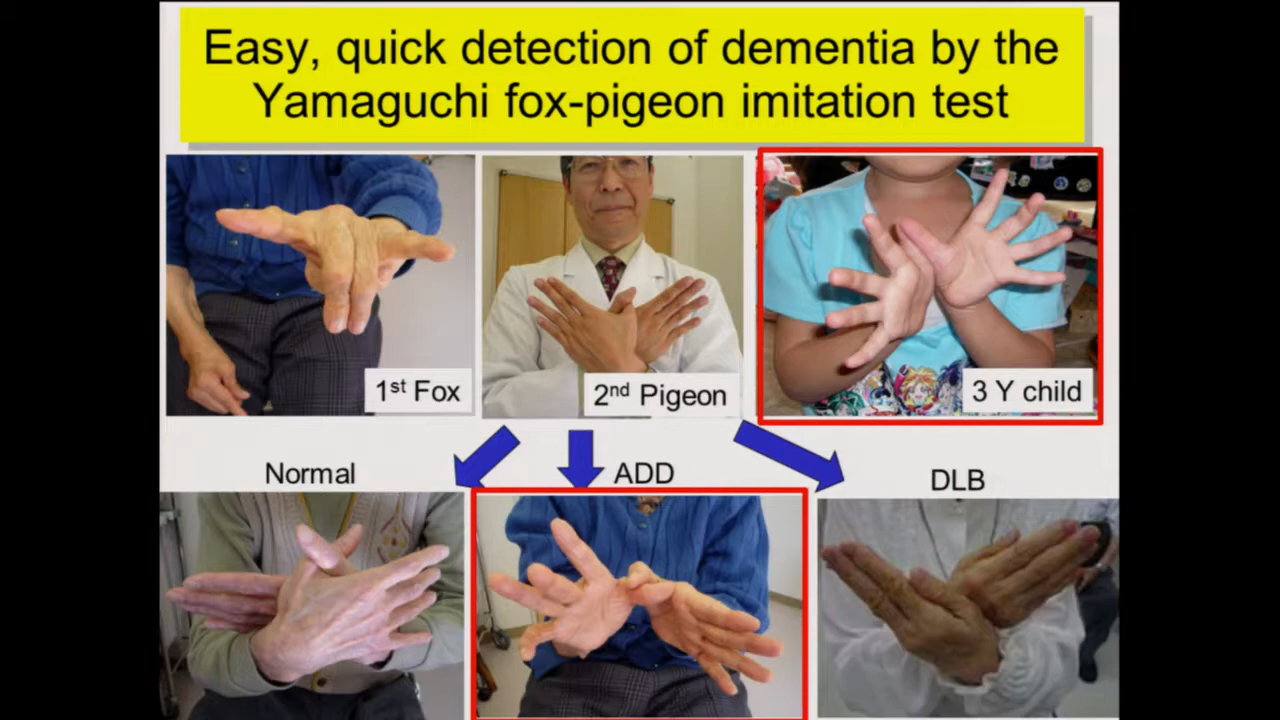 Easy, quick detection of dementia by the
Yamaguchi fox-pigeon imitation test
1st Fox
2nd Pigeon
3 Y child
Normal
ADD
DLB